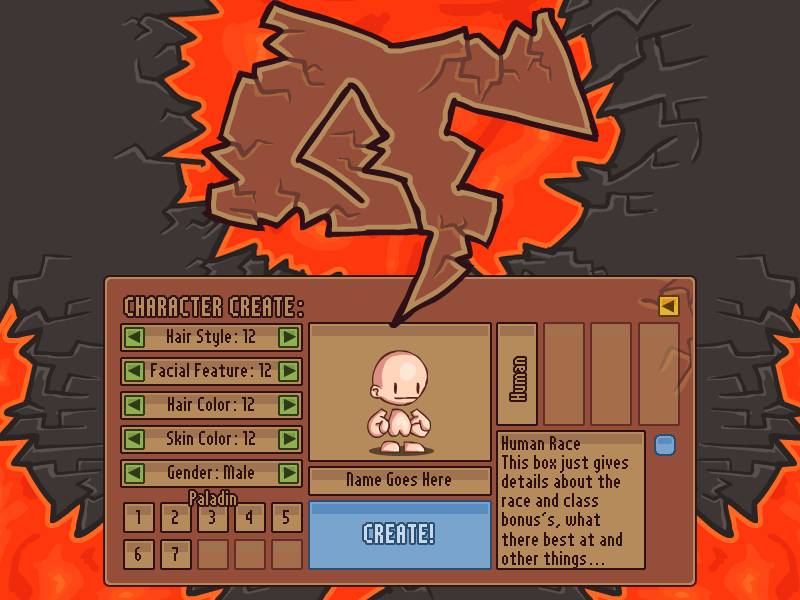 CHARACTER CREATE:
Hair Style: 12
Facial Feature: 12
Hair Color: 12
Skin Color: 12
Gender: Male
Paladin
1 2 3 4 5
6 7
Name Goes Here
CREATE!
Human
Human Race
This box just gives
details about the
race and class
bonus's, what
there best at and
other things...